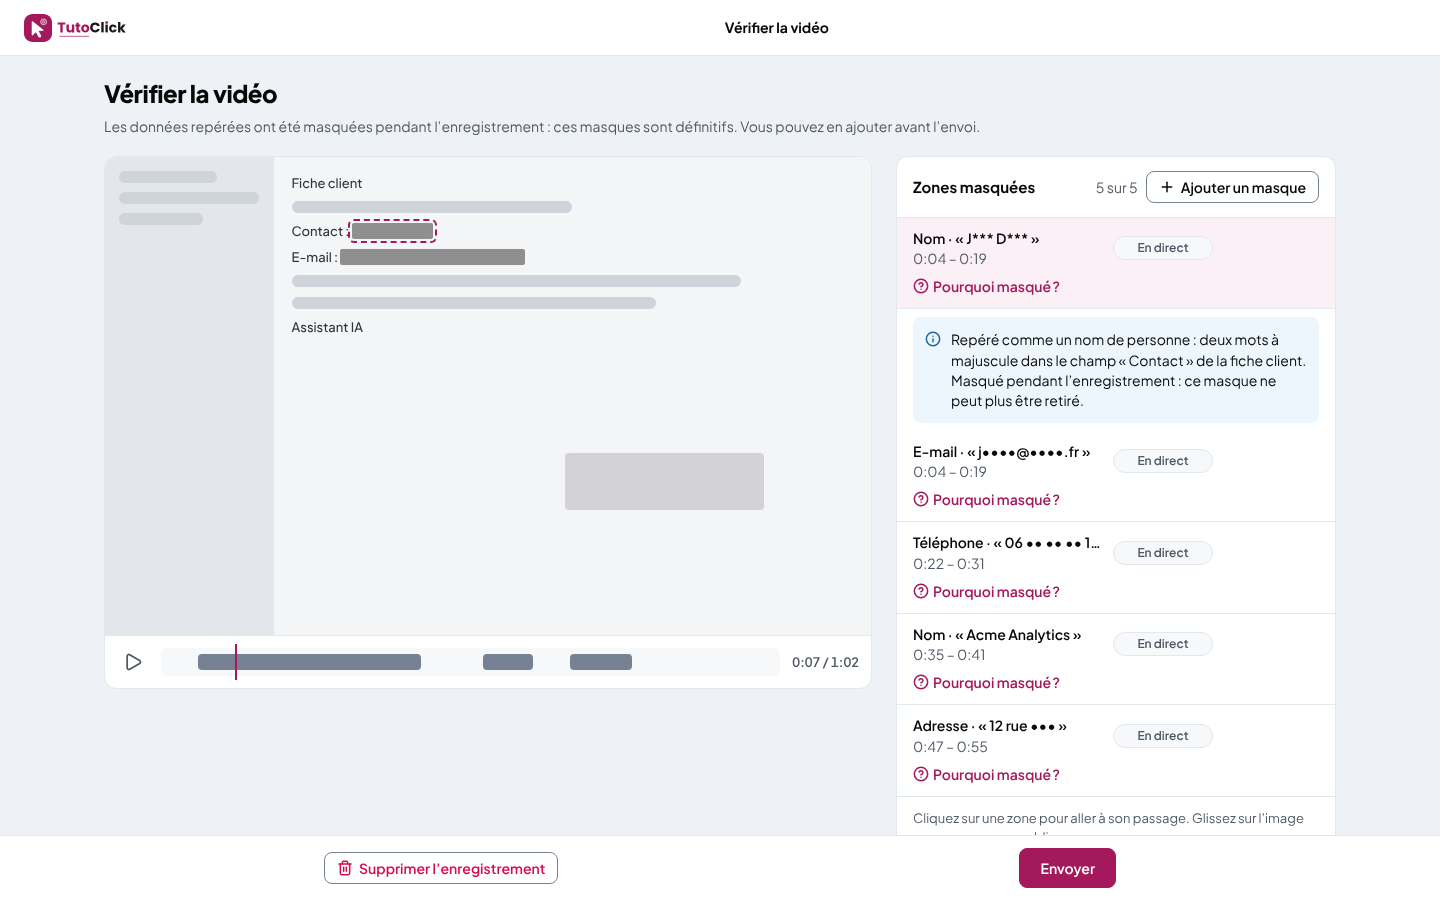 TutoClick
Vérifier la vidéo
Vérifier la vidéo
Les données repérées ont été masquées pendant l’enregistrement : ces masques sont définitifs. Vous pouvez en ajouter avant l’envoi.
Fiche client
Contact :
E-mail :
Assistant IA
0:07 / 1:02
Zones masquées
5 sur 5
Ajouter un masque
Nom · « J*** D*** »
En direct
0:04 – 0:19
Pourquoi masqué ?
Repéré comme un nom de personne : deux mots à
majuscule dans le champ « Contact » de la fiche client.
Masqué pendant l’enregistrement : ce masque ne
peut plus être retiré.
E-mail · « j••••@••••.fr »
En direct
0:04 – 0:19
Pourquoi masqué ?
Téléphone · « 06 •• •• •• 1…
En direct
0:22 – 0:31
Pourquoi masqué ?
Nom · « Acme Analytics »
En direct
0:35 – 0:41
Pourquoi masqué ?
Adresse · « 12 rue ••• »
En direct
0:47 – 0:55
Pourquoi masqué ?
Cliquez sur une zone pour aller à son passage. Glissez sur l’image
Supprimer l’enregistrement
Envoyer